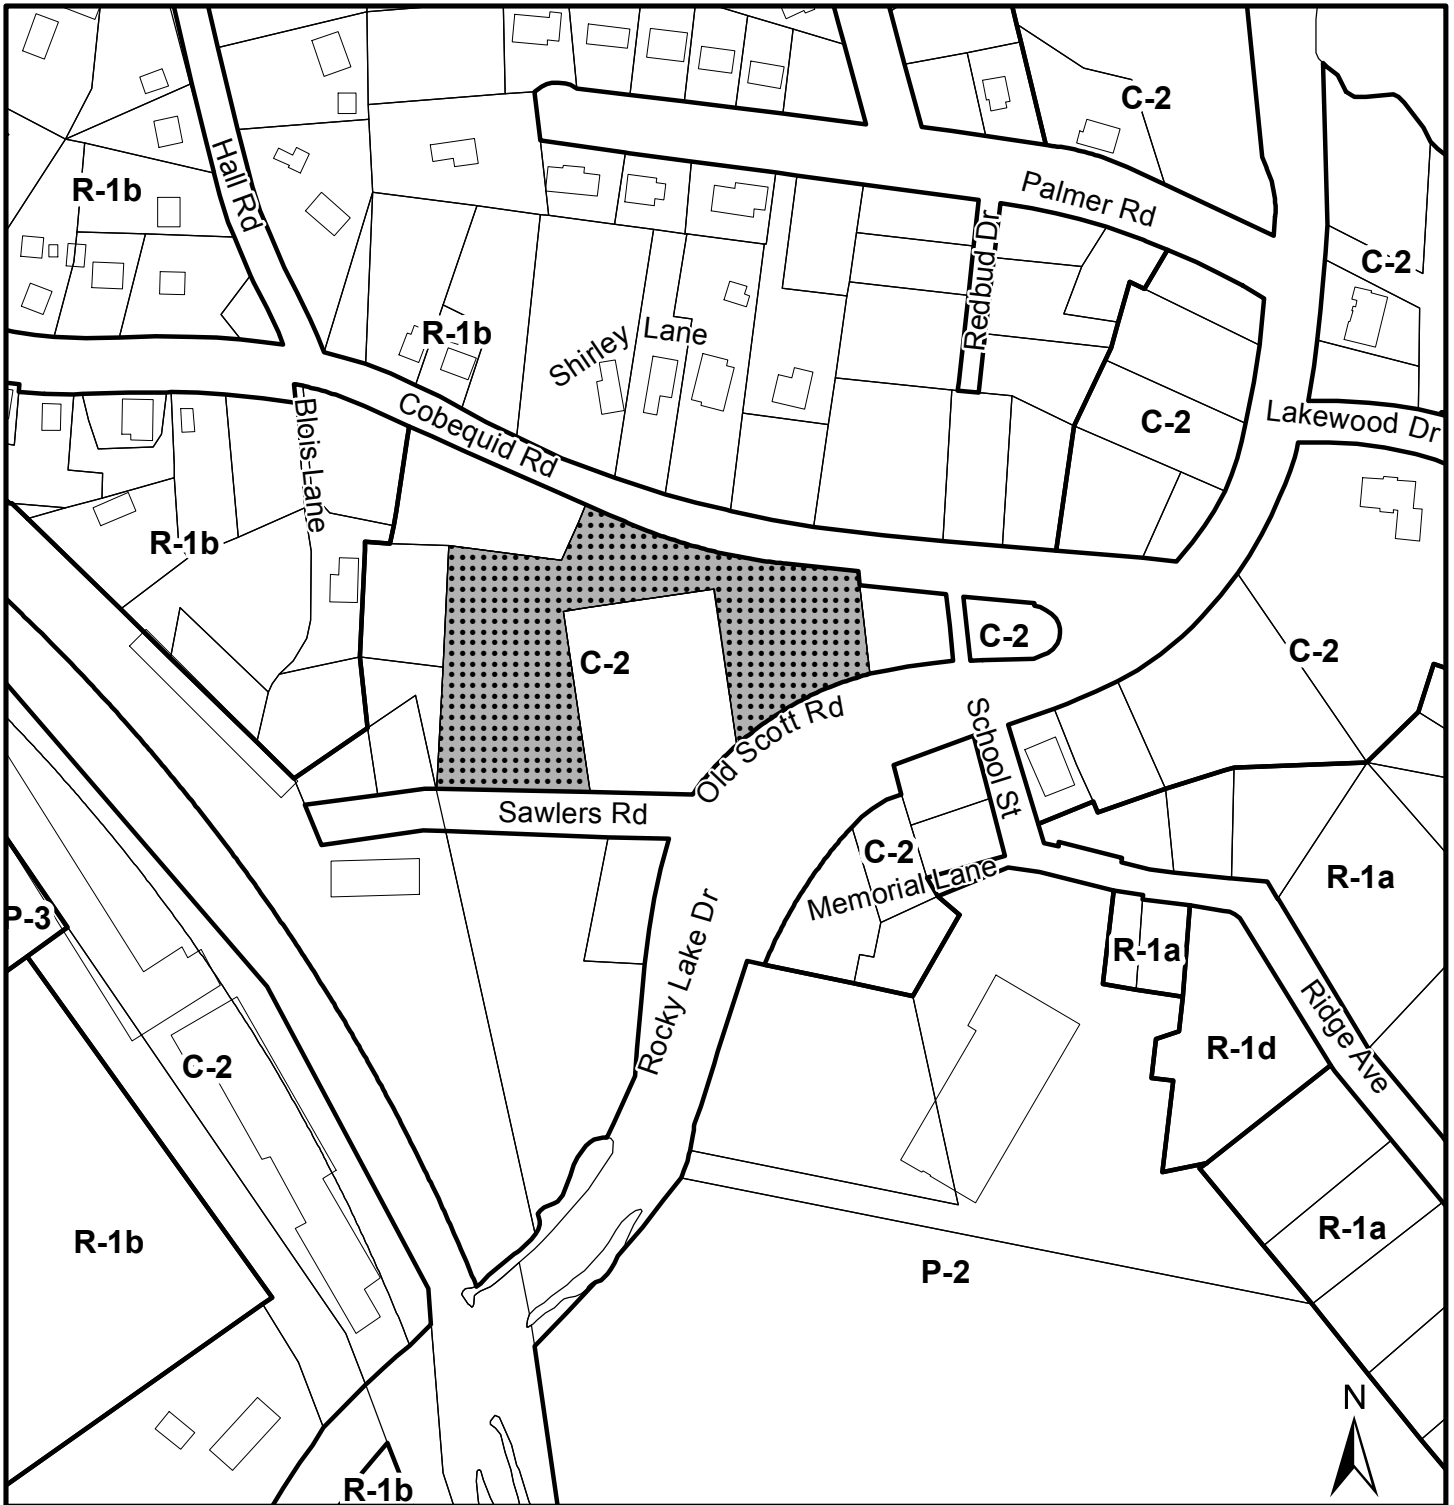 C-2
Hall Rd
R-1b
Palmer Rd
Redbud Dr
C-2
R-1b
Shirley Lane
Cobequid Rd
Blois Lane
C-2
Lakewood Dr
R-1b
C-2
C-2
C-2
Old Scott Rd
School St
Sawlers Rd
C-2
Memorial Lane
R-1a
P-3
R-1a
Rocky Lake Dr
Ridge Ave
R-1d
C-2
R-1b
R-1a
P-2
N
R-1b